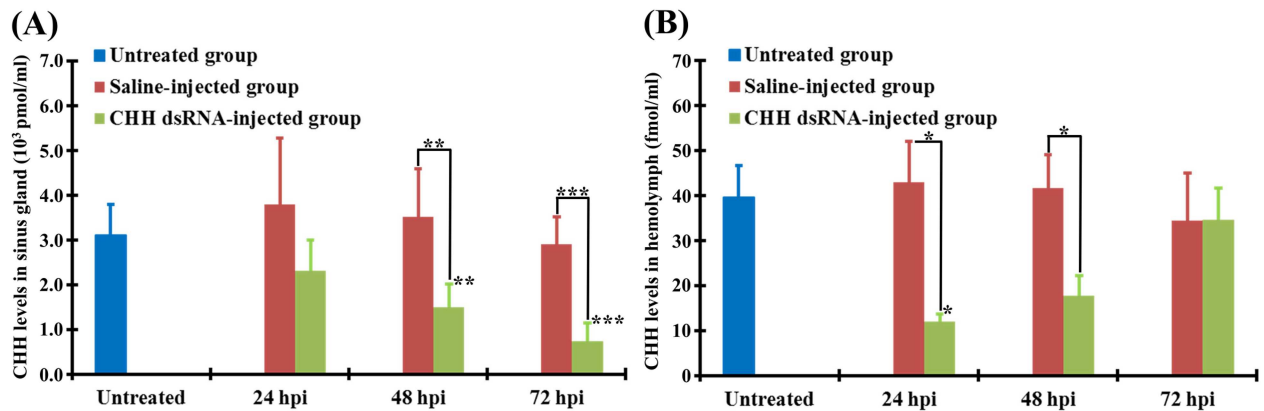 (A)
CHH levels in sinus gland (10³ pmol/ml)
7.0
6.0
5.0
4.0
3.0
2.0
1.0
0.0
Untreated group
Saline-injected group
CHH dsRNA-injected group
**
***
**
***
Untreated
24 hpi
48 hpi
72 hpi
(B)
CHH levels in hemolymph (fmol/ml)
70
60
50
40
30
20
10
0
Untreated group
Saline-injected group
CHH dsRNA-injected group
*
*
*
Untreated
24 hpi
48 hpi
72 hpi